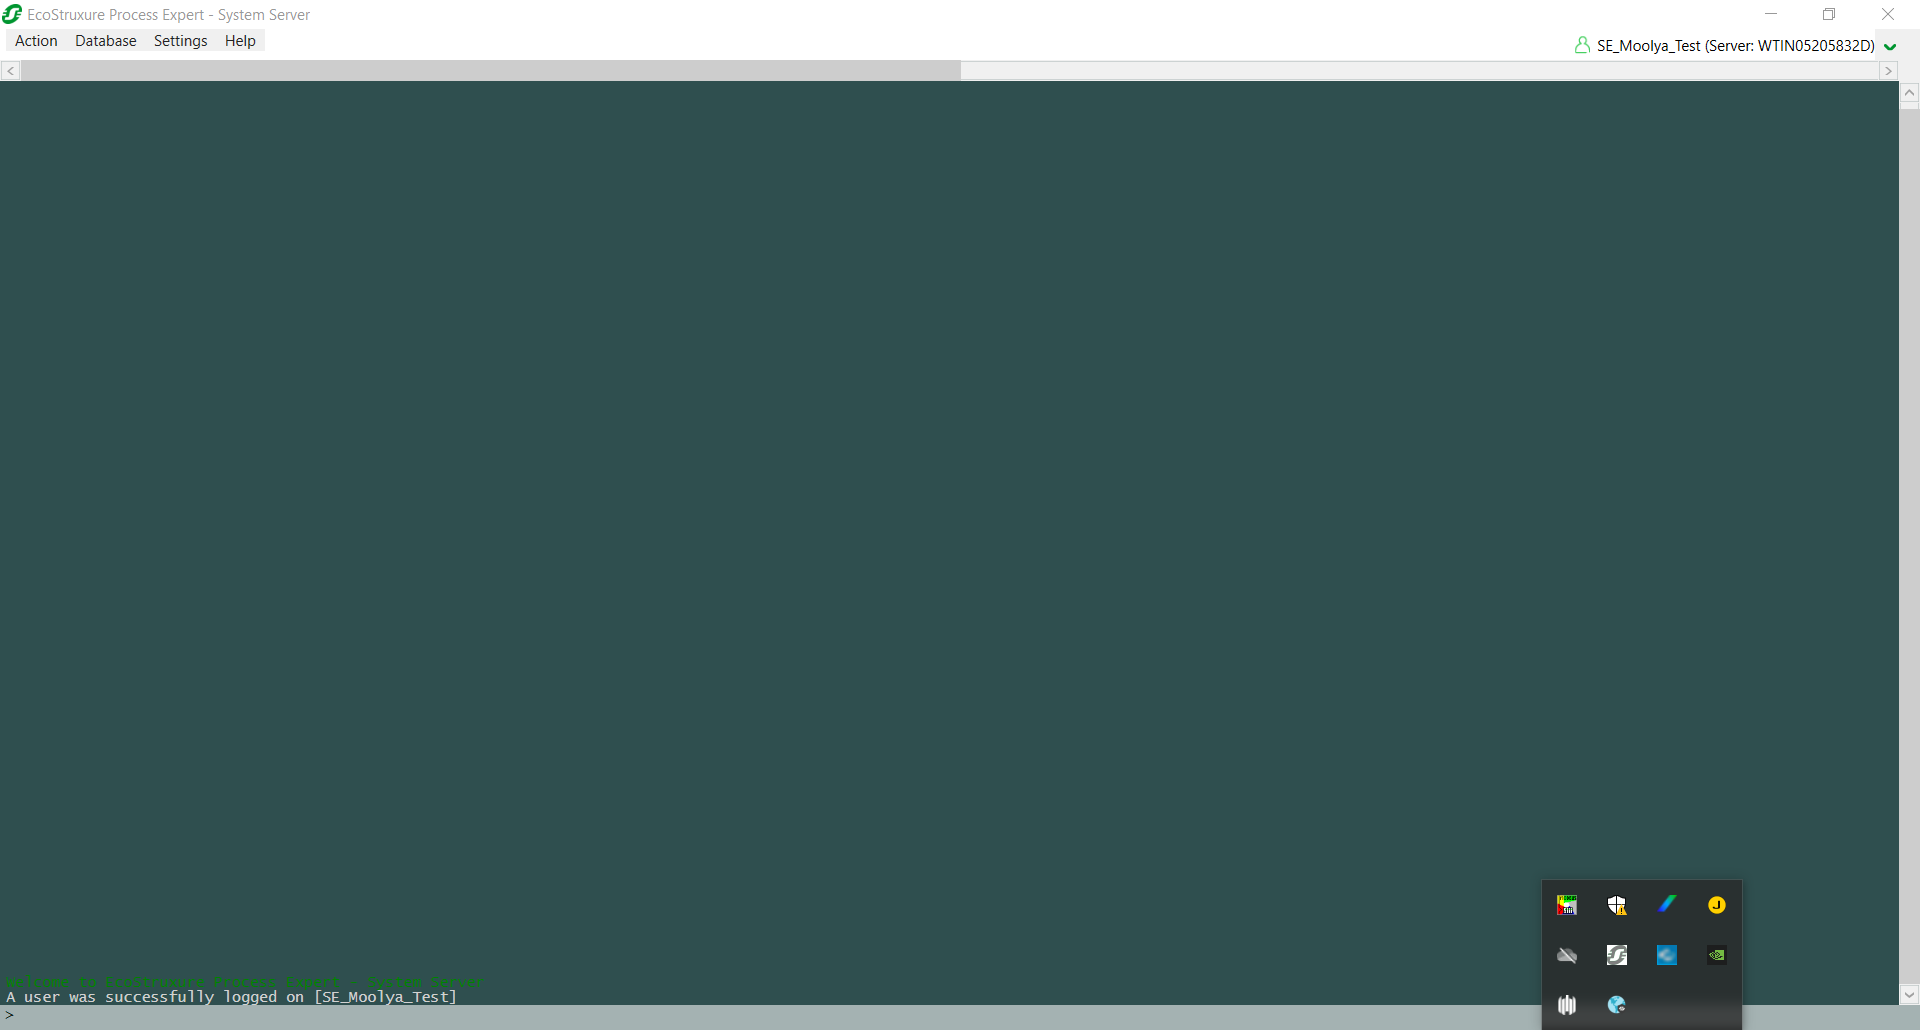 EcoStruxure Process Expert - System Server
Action Database Settings Help
SE_Moolya_Test (Server: WTIN05205832D)
J
Welcome to EcoStruxure Process Expert - System Server
A user was successfully logged on [SE_Moolya_Test]
>